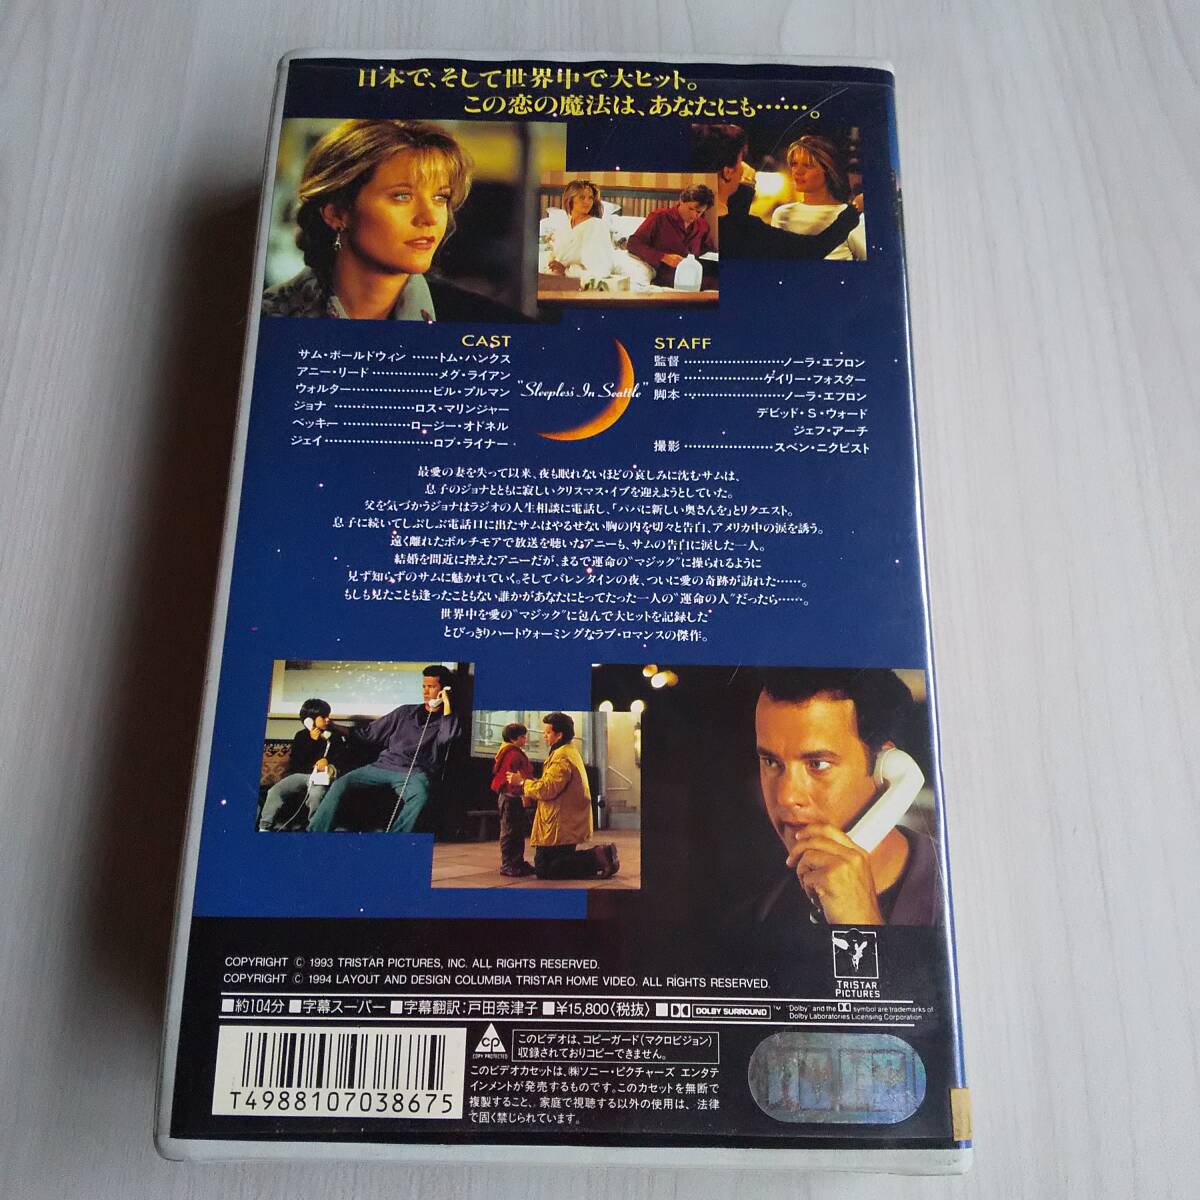 日本で、そして世界中で大ヒット。
この恋の魔法は、あなたにも……。
CAST
サム・ボールドウィン ……トム・ハンクス
アニー・リード……………メグ・ライアン
ウォルター………………ビル・プルマン
ジョナ ……………ロス・マリンジャー
ベッキー ……………ロージー・オドネル
ジェイ…………………ロブ・ライナー
"Sleepless In Seattle"
STAFF
監督 ……………………ノーラ・エフロン
製作 ………………ゲイリー・フォスター
脚本 ……………………ノーラ・エフロン
デビッド・S・ウォード
ジェフ・アーチ
撮影 …………………スベン・ニクビスト
最愛の妻を失って以来、夜も眠れないほどの哀しみに沈むサムは、
息子のジョナとともに寂しいクリスマス・イブを迎えようとしていた。
父を気づかうジョナはラジオの人生相談に電話し、「パパに新しい奥さんを」とリクエスト。
息子に続いてしぶしぶ電話口に出たサムはやるせない胸の内を切々と告白、アメリカ中の涙を誘う。
遠く離れたボルチモアで放送を聴いたアニーも、サムの告白に涙した一人。
結婚を間近に控えたアニーだが、まるで運命の"マジック"に操られるように
見ず知らずのサムに魅かれていく。そしてバレンタインの夜、ついに愛の奇跡が訪れた……。
もしも見たことも逢ったこともない誰かがあなたにとってたった一人の"運命の人"だったら……。
世界中を愛の"マジック"に包んで大ヒットを記録した
とびっきりハートウォーミングなラブ・ロマンスの傑作。
COPYRIGHT © 1993 TRISTAR PICTURES, INC. ALL RIGHTS RESERVED.
COPYRIGHT © 1994 LAYOUT AND DESIGN COLUMBIA TRISTAR HOME VIDEO. ALL RIGHTS RESERVED.
TRISTAR
PICTURES
■約104分 ■字幕スーパー ■字幕翻訳：戸田奈津子 ■¥15,800〈税抜〉 ■ DOLBY SURROUND ™
"Dolby" and the symbol are trademarks of
Dolby Laboratories Licensing Corporation
T4988107038675
CP
COPY PROTECTED
このビデオは、コピーガード（マクロビジョン）
収録されておりコピーできません。
このビデオカセットは、㈱ソニー・ピクチャーズ エンタテ
インメントが発売するものです。このカセットを無断で
複製すること、家庭で視聴する以外の使用は、法律
で固く禁じられています。